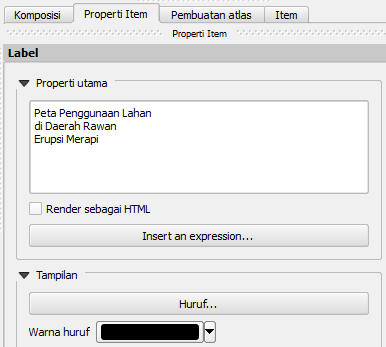 Komposisi Properti Item Pembuatan atlas Item
Properti Item
Label
Properti utama
Peta Penggunaan Lahan
di Daerah Rawan
Erupsi Merapi
Render sebagai HTML
Insert an expression...
Tampilan
Huruf...
Warna huruf